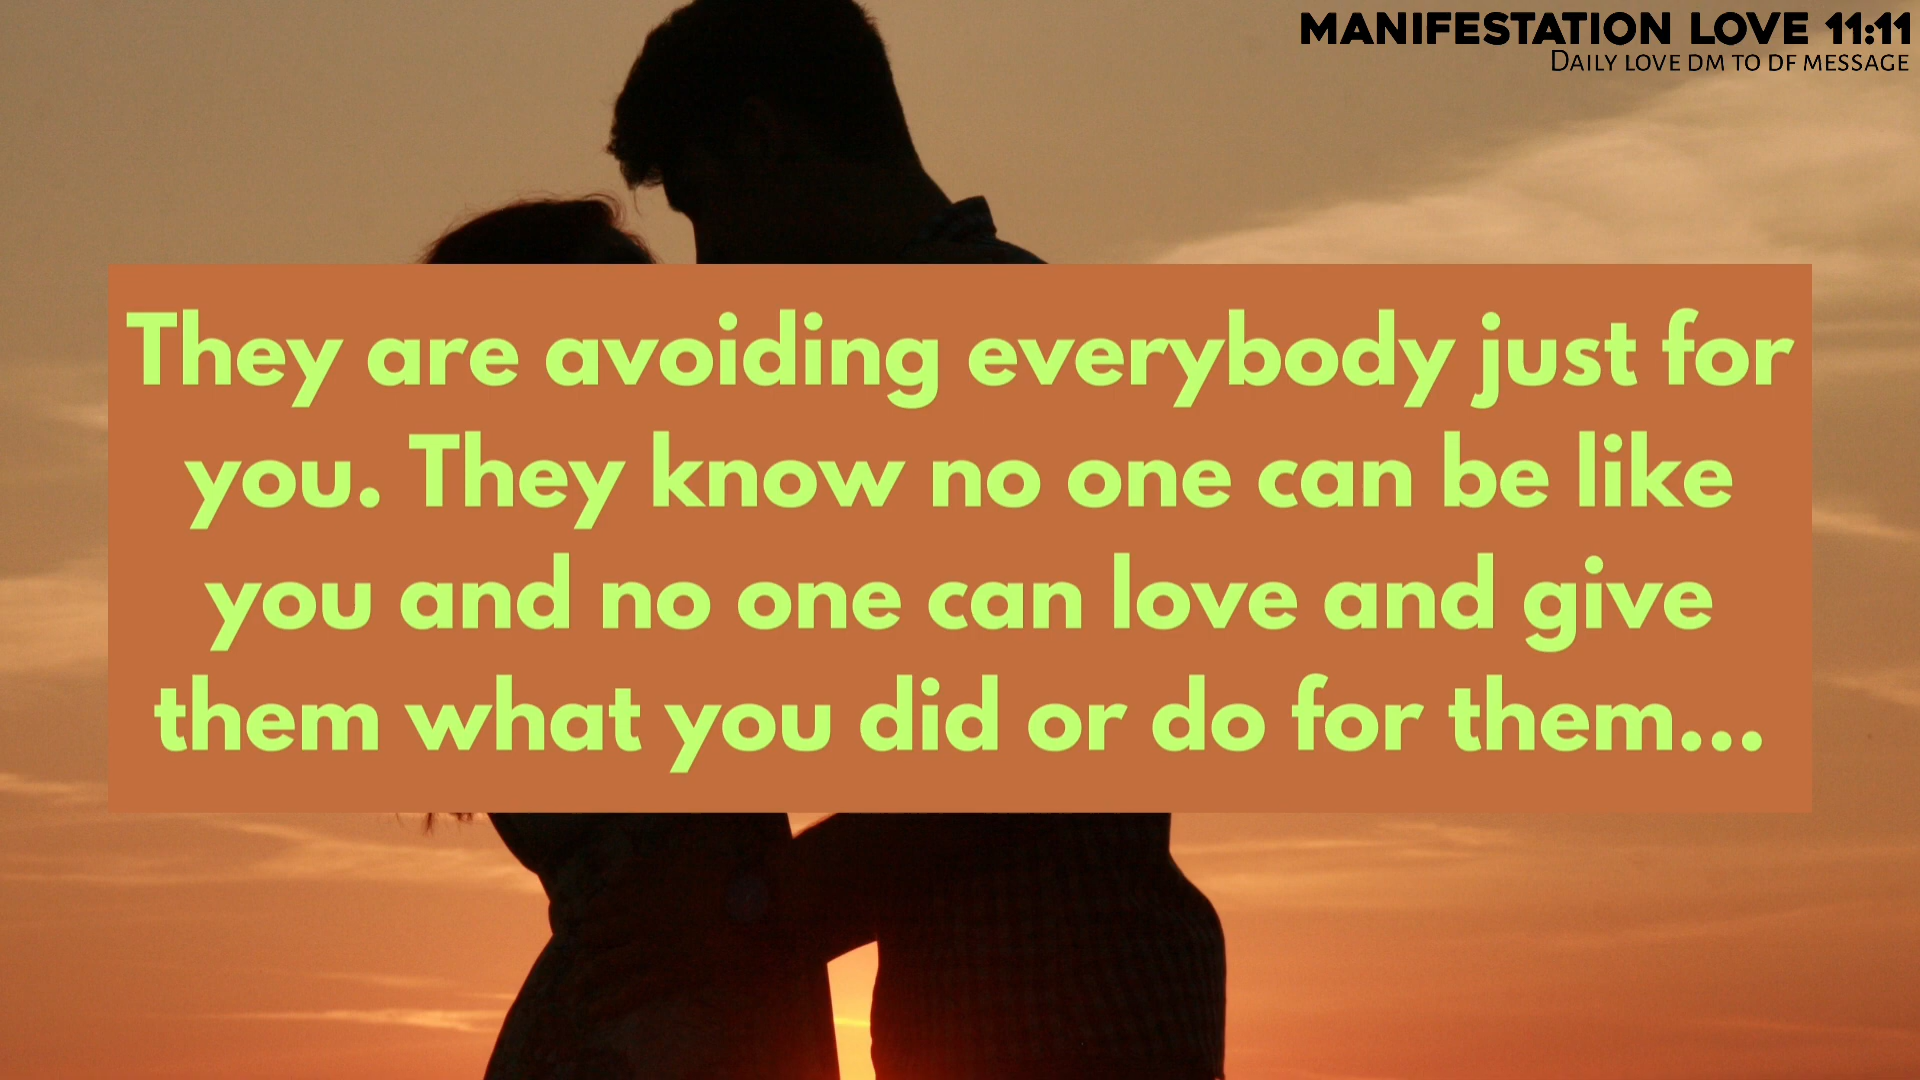 MANIFESTATION LOVE 11:11
DAILY LOVE DM TO DF MESSAGE
They are avoiding everybody just for
you. They know no one can be like
you and no one can love and give
them what you did or do for them...